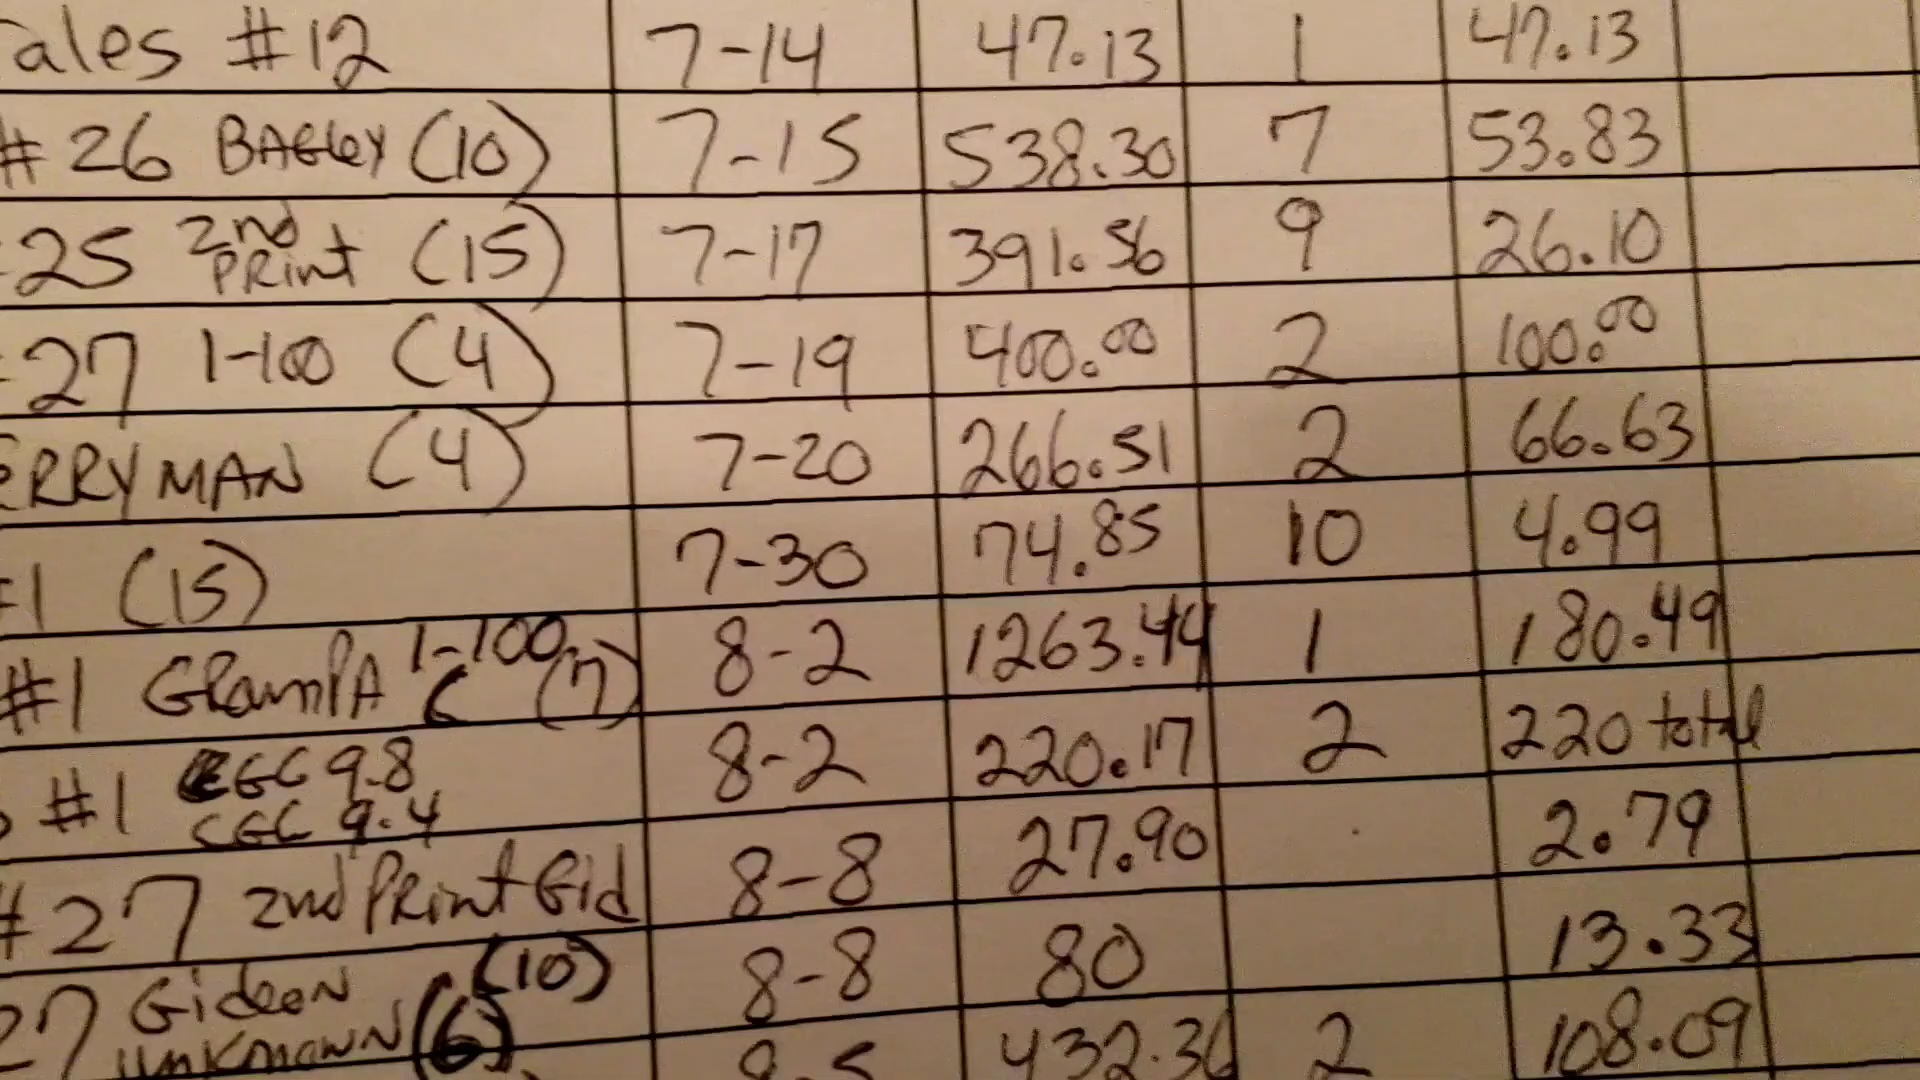 ales #12 7-14 47.13 1 47.13
#26 BAGLEY (10) 7-15 538.30 7 53.83
25 2nd PRint (15) 7-17 391.56 9 26.10
27 1-100 (4) 7-19 400.00 2 100.00
ERRYMAN (4) 7-20 266.51 2 66.63
#1 (15) 7-30 74.85 10 4.99
#1 GRamPA 1-100 (7) 8-2 1263.44 1 180.49
#1 CGC 9.8 8-2 220.17 2 220 total
CGC 9.4
#27 2nd PRint Gid (10) 8-8 27.90 2.79
27 Gideon UNKNOWN (6) 8-8 80 13.33
432.36 2 108.09